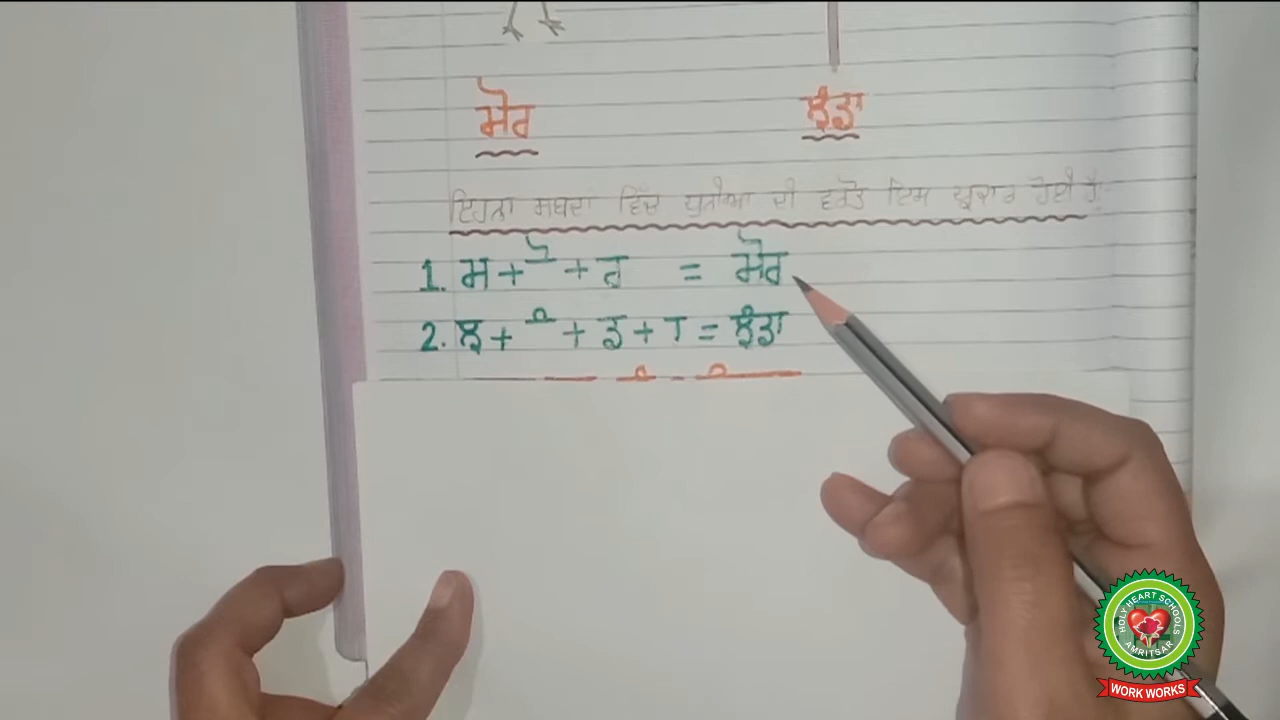 ਮੋਰ ਝੰਡਾ
ਇਹਨਾਂ ਸ਼ਬਦਾਂ ਵਿੱਚ ਧੁਨੀਆਂ ਦੀ ਵਰਤੋਂ ਇਸ ਪ੍ਰਕਾਰ ਹੋਈ ਹੈ:
1. ਮ + ੋ + ਰ = ਮੋਰ
2. ਝ + ੰ + ਡ + ਾ = ਝੰਡਾ
HOLY HEART SCHOOLS
AMRITSAR
WORK WORKS